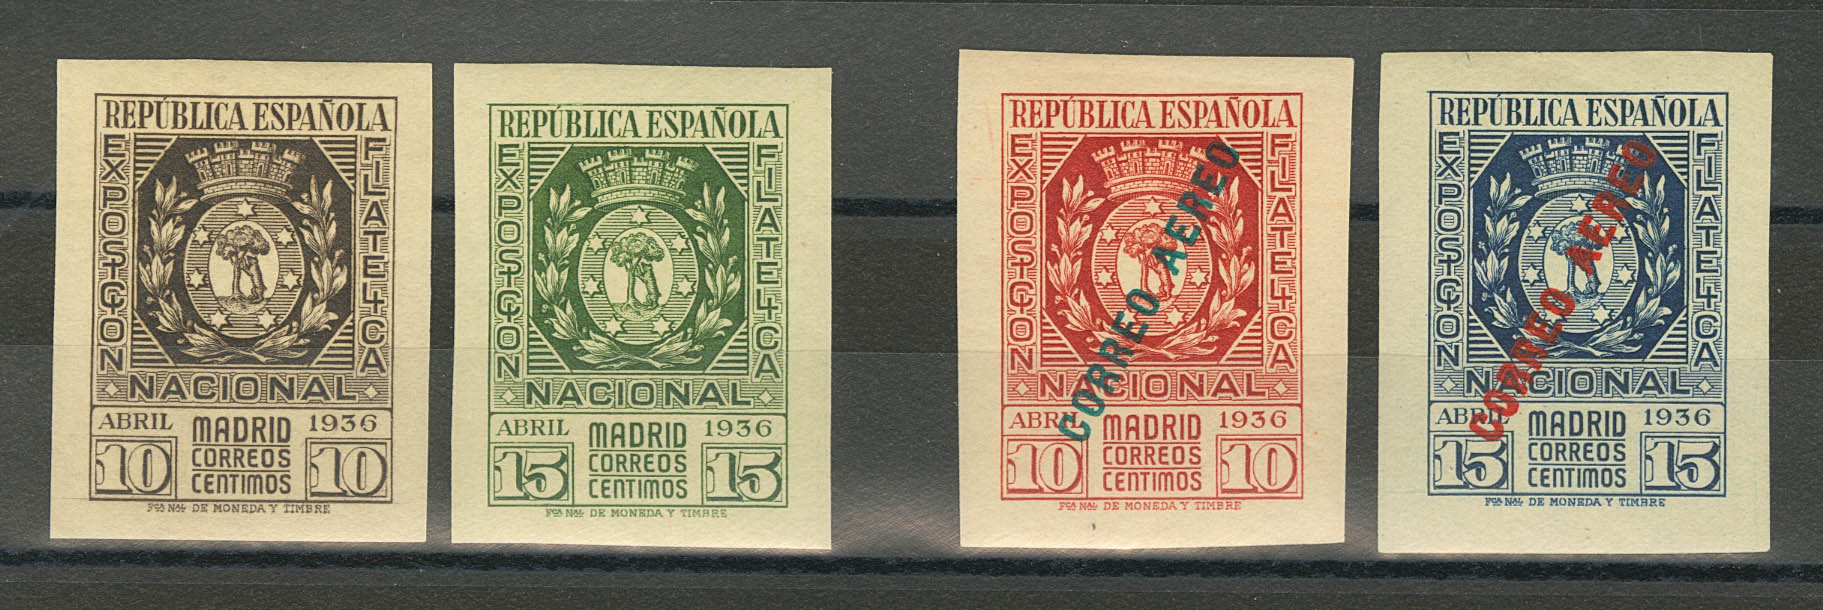 REPÚBLICA ESPAÑOLA
EXPOSICION
FILATELICA
NACIONAL
ABRIL MADRID 1936
10 CORREOS 10
CENTIMOS
Fca NAL DE MONEDA Y TIMBRE
REPÚBLICA ESPAÑOLA
EXPOSICION
FILATELICA
NACIONAL
ABRIL MADRID 1936
15 CORREOS 15
CENTIMOS
Fca NAL DE MONEDA Y TIMBRE
REPÚBLICA ESPAÑOLA
EXPOSICION
FILATELICA
CORREO AEREO
NACIONAL
ABRIL MADRID 1936
10 CORREOS 10
CENTIMOS
Fca NAL DE MONEDA Y TIMBRE
REPÚBLICA ESPAÑOLA
EXPOSICION
FILATELICA
CORREO AEREO
NACIONAL
ABRIL MADRID 1936
15 CORREOS 15
CENTIMOS
Fca NAL DE MONEDA Y TIMBRE